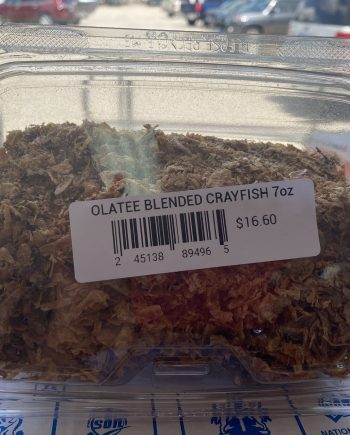 OLATEE BLENDED CRAYFISH 7oz
$16.60
2 45138 89496 5